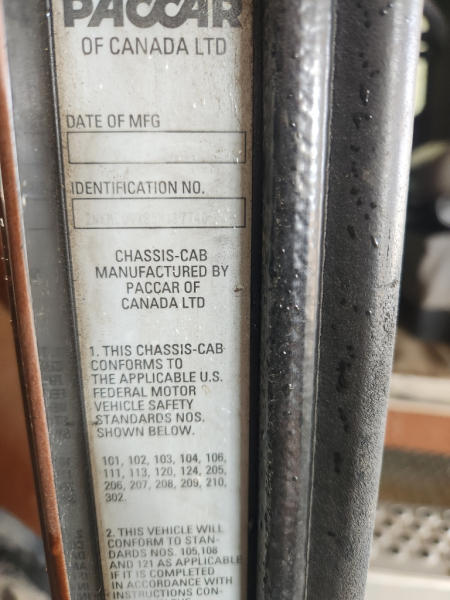 PACCAR
OF CANADA LTD
DATE OF MFG
IDENTIFICATION NO.
CHASSIS-CAB
MANUFACTURED BY
PACCAR OF
CANADA LTD
1. THIS CHASSIS-CAB
CONFORMS TO
THE APPLICABLE U.S.
FEDERAL MOTOR
VEHICLE SAFETY
STANDARDS NOS.
SHOWN BELOW.
101, 102, 103, 104, 106,
111, 113, 120, 124, 205,
206, 207, 208, 209, 210,
302.
2. THIS VEHICLE WILL
CONFORM TO STAN-
DARDS NOS. 105,108
AND 121 AS APPLICABLE
IF IT IS COMPLETED
IN ACCORDANCE WITH
INSTRUCTIONS CON-